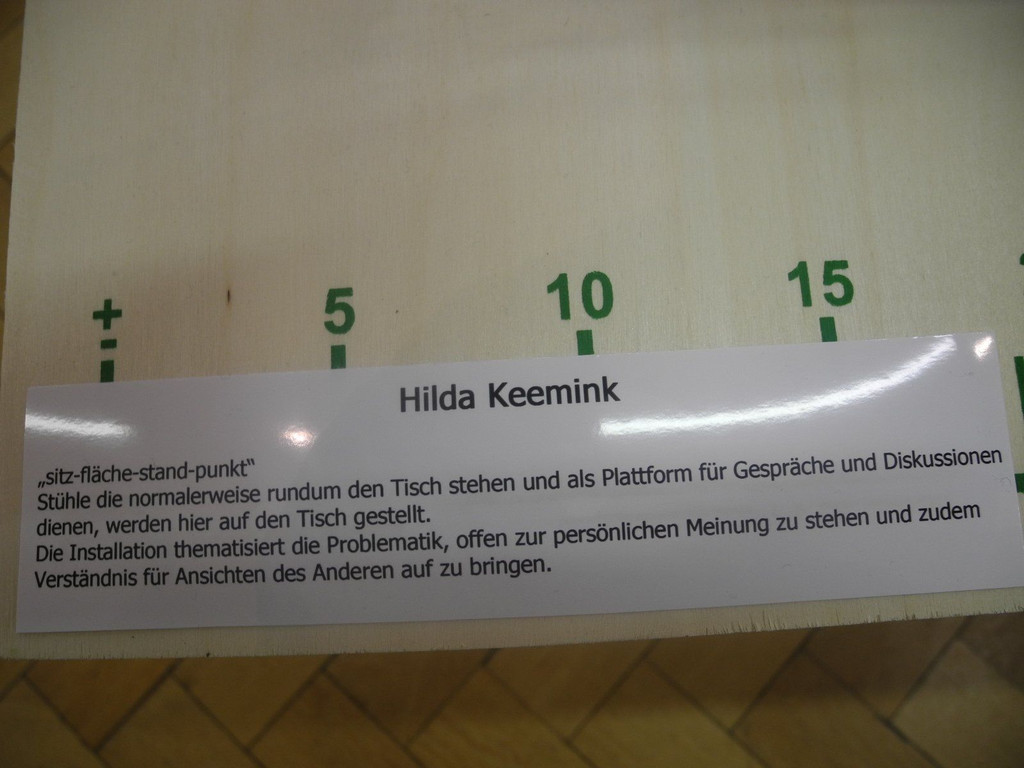 +
- 5 10 15
Hilda Keemink
„sitz-fläche-stand-punkt“
Stühle die normalerweise rundum den Tisch stehen und als Plattform für Gespräche und Diskussionen
dienen, werden hier auf den Tisch gestellt.
Die Installation thematisiert die Problematik, offen zur persönlichen Meinung zu stehen und zudem
Verständnis für Ansichten des Anderen auf zu bringen.